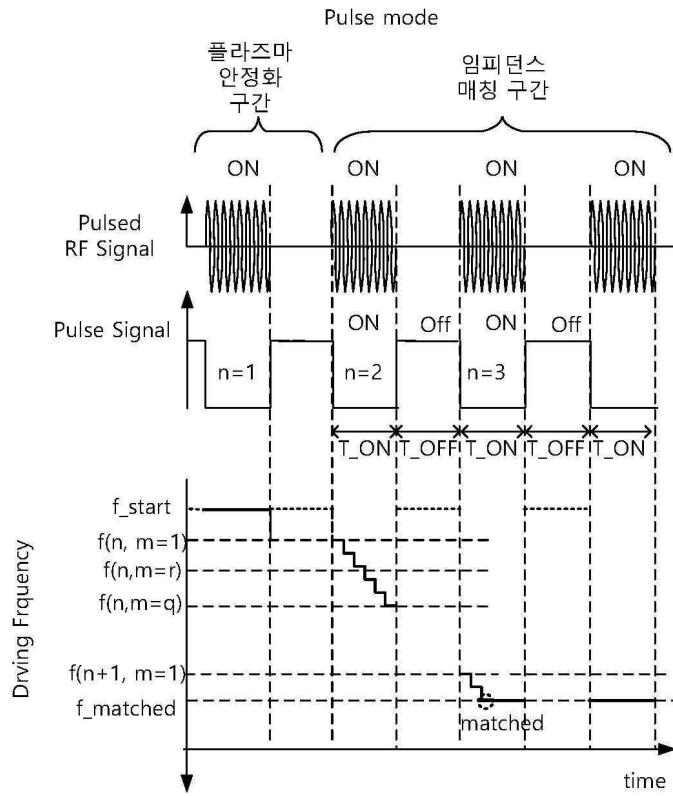 Pulse mode
플라즈마
안정화
구간
임피던스
매칭 구간
ON
ON
ON
ON
Pulsed
RF Signal
Pulse Signal
ON
Off
ON
Off
n=1
n=2
n=3
T_ON
T_OFF
T_ON
T_OFF
T_ON
f_start
f(n, m=1)
f(n,m=r)
f(n,m=q)
f(n+1, m=1)
f_matched
matched
Drving Frquency
time